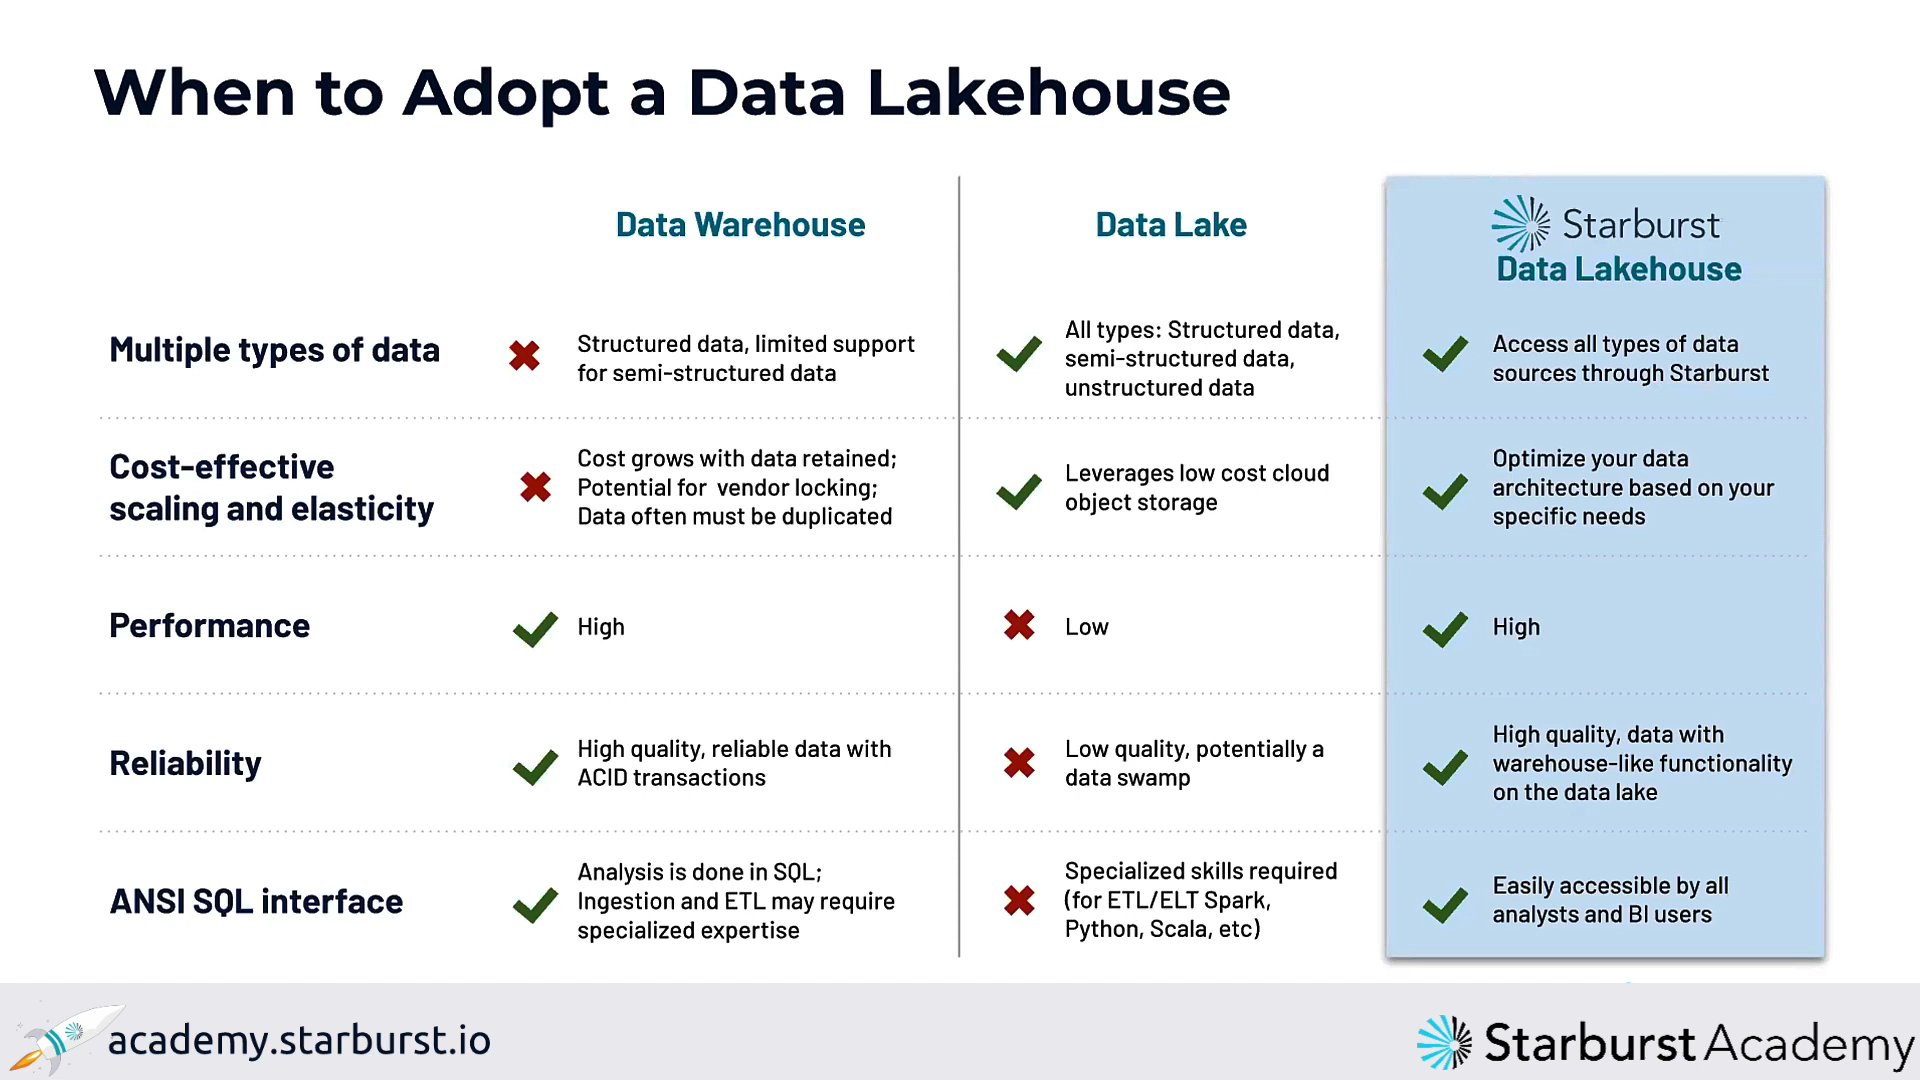 When to Adopt a Data Lakehouse
Data Warehouse
Data Lake
Starburst
Data Lakehouse
Multiple types of data
Structured data, limited support
for semi-structured data
All types: Structured data,
semi-structured data,
unstructured data
Access all types of data
sources through Starburst
Cost-effective
scaling and elasticity
Cost grows with data retained;
Potential for vendor locking;
Data often must be duplicated
Leverages low cost cloud
object storage
Optimize your data
architecture based on your
specific needs
Performance
High
Low
High
Reliability
High quality, reliable data with
ACID transactions
Low quality, potentially a
data swamp
High quality, data with
warehouse-like functionality
on the data lake
ANSI SQL interface
Analysis is done in SQL;
Ingestion and ETL may require
specialized expertise
Specialized skills required
(for ETL/ELT Spark,
Python, Scala, etc)
Easily accessible by all
analysts and BI users
academy.starburst.io
Starburst Academy